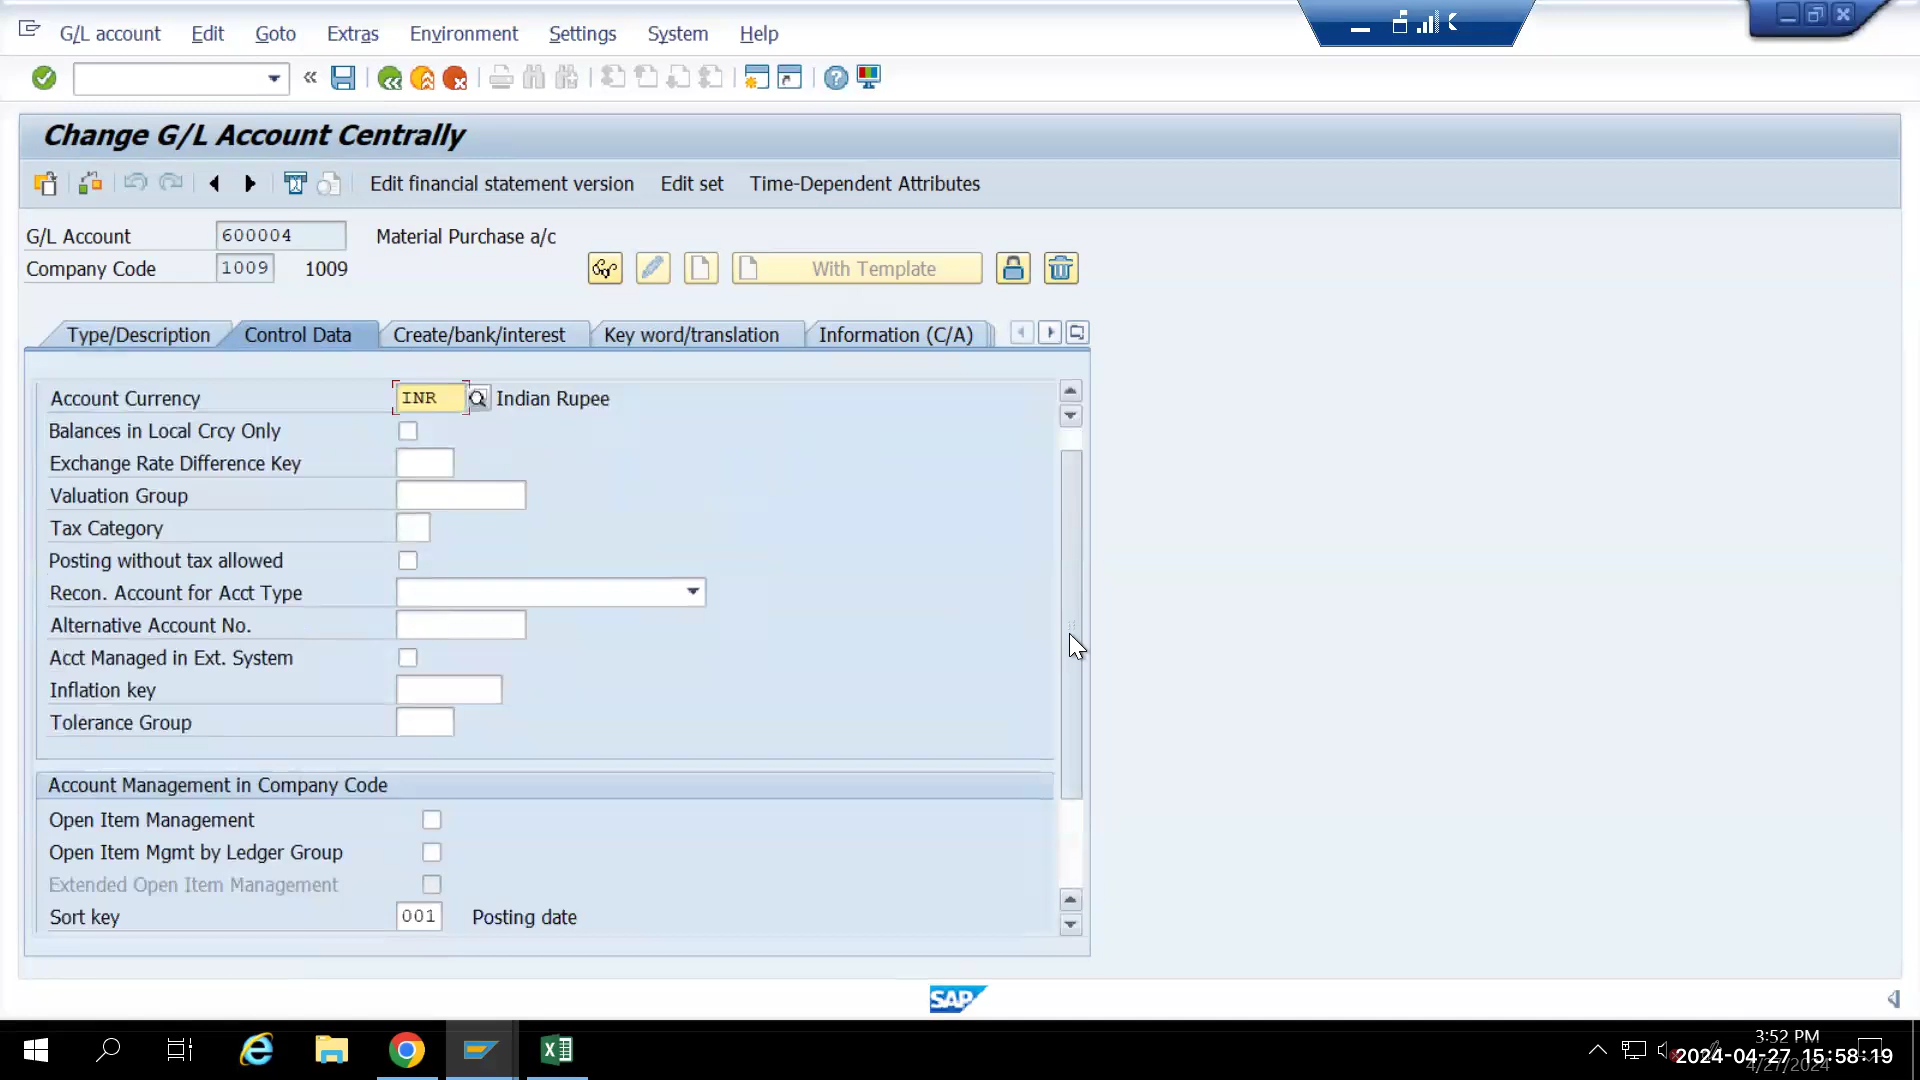 G/L account Edit Goto Extras Environment Settings System Help
Change G/L Account Centrally
Edit financial statement version Edit set Time-Dependent Attributes
G/L Account 600004 Material Purchase a/c
Company Code 1009 1009 With Template
Type/Description Control Data Create/bank/interest Key word/translation Information (C/A)
Account Currency INR Indian Rupee
Balances in Local Crcy Only
Exchange Rate Difference Key
Valuation Group
Tax Category
Posting without tax allowed
Recon. Account for Acct Type
Alternative Account No.
Acct Managed in Ext. System
Inflation key
Tolerance Group
Account Management in Company Code
Open Item Management
Open Item Mgmt by Ledger Group
Extended Open Item Management
Sort key 001 Posting date
SAP
3:52 PM
2024-04-27 15:58:19
4/27/2024